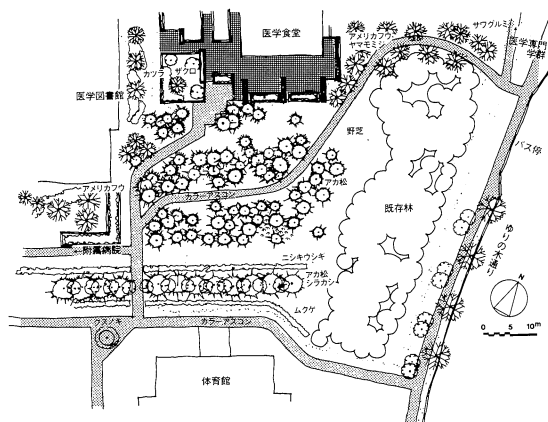 サワグルミ
アメリカフウ
ヤマモミジ
医学専門
学群
医学食堂
カツラ
ザクロ
医学図書館
バス停
野芝
アメリカフウ
アカ松
カラーアスコン
既存林
ゆりの木通り
←附属病院
ニシキウツギ
アカ松
シラカシ
ムクゲ
N
クスノキ
カラーアスコン
0 5 10m
体育館